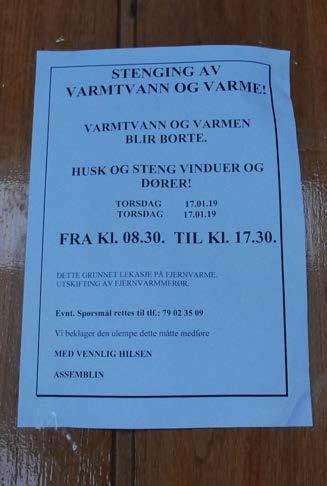 STENGING AV
VARMTVANN OG VARME!
VARMTVANN OG VARMEN
BLIR BORTE.
HUSK OG STENG VINDUER OG
DØRER!
TORSDAG 17.01.19
TORSDAG 17.01.19
FRA Kl. 08.30. TIL Kl. 17.30.
DETTE GRUNNET LEKASJE PÅ FJERNVARME.
UTSKIFTING AV FJERNVARMMERØR.
Evnt. Spørsmål rettes til tlf.: 79 02 35 09
Vi beklager den ulempe dette måtte medføre
MED VENNLIG HILSEN
ASSEMBLIN